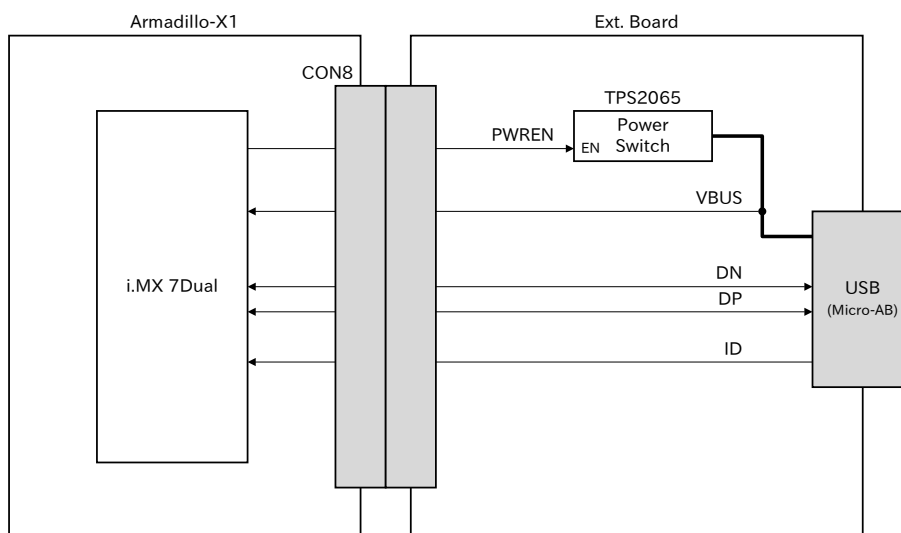 Armadillo-X1
Ext. Board
CON8
TPS2065
Power
Switch
PWREN
EN
VBUS
i.MX 7Dual
DN
DP
USB
(Micro-AB)
ID